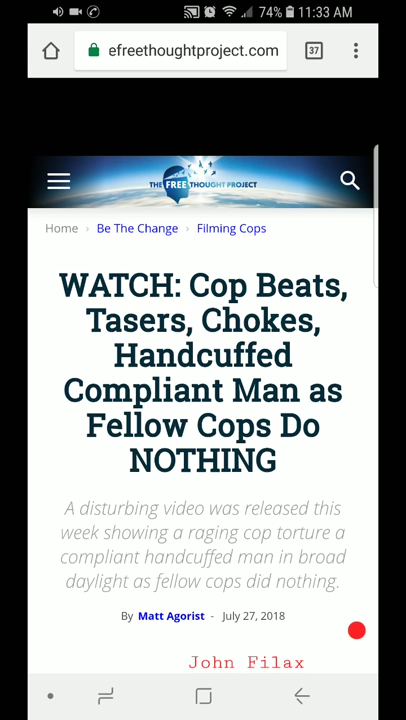 74% 11:33 AM
efreethoughtproject.com 37
THE FREE THOUGHT PROJECT
Home › Be The Change › Filming Cops
WATCH: Cop Beats,
Tasers, Chokes,
Handcuffed
Compliant Man as
Fellow Cops Do
NOTHING
A disturbing video was released this
week showing a raging cop torture a
compliant handcuffed man in broad
daylight as fellow cops did nothing.
By Matt Agorist - July 27, 2018
John Filax